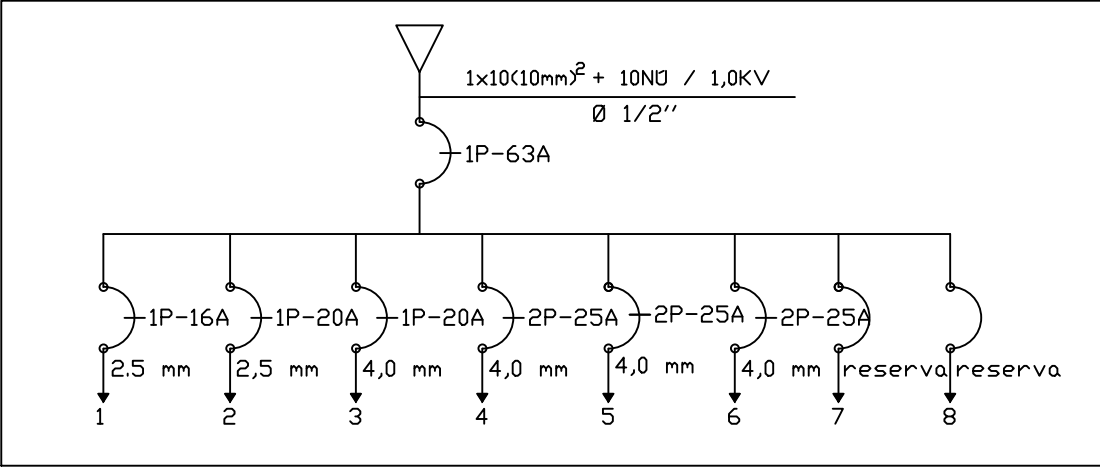 1x10(10mm)² + 10NU / 1,0KV
Ø 1/2''
1P-63A
1P-16A 1P-20A 1P-20A 2P-25A 2P-25A 2P-25A
2.5 mm 2,5 mm 4,0 mm 4,0 mm 4,0 mm 4,0 mm reserva reserva
1 2 3 4 5 6 7 8